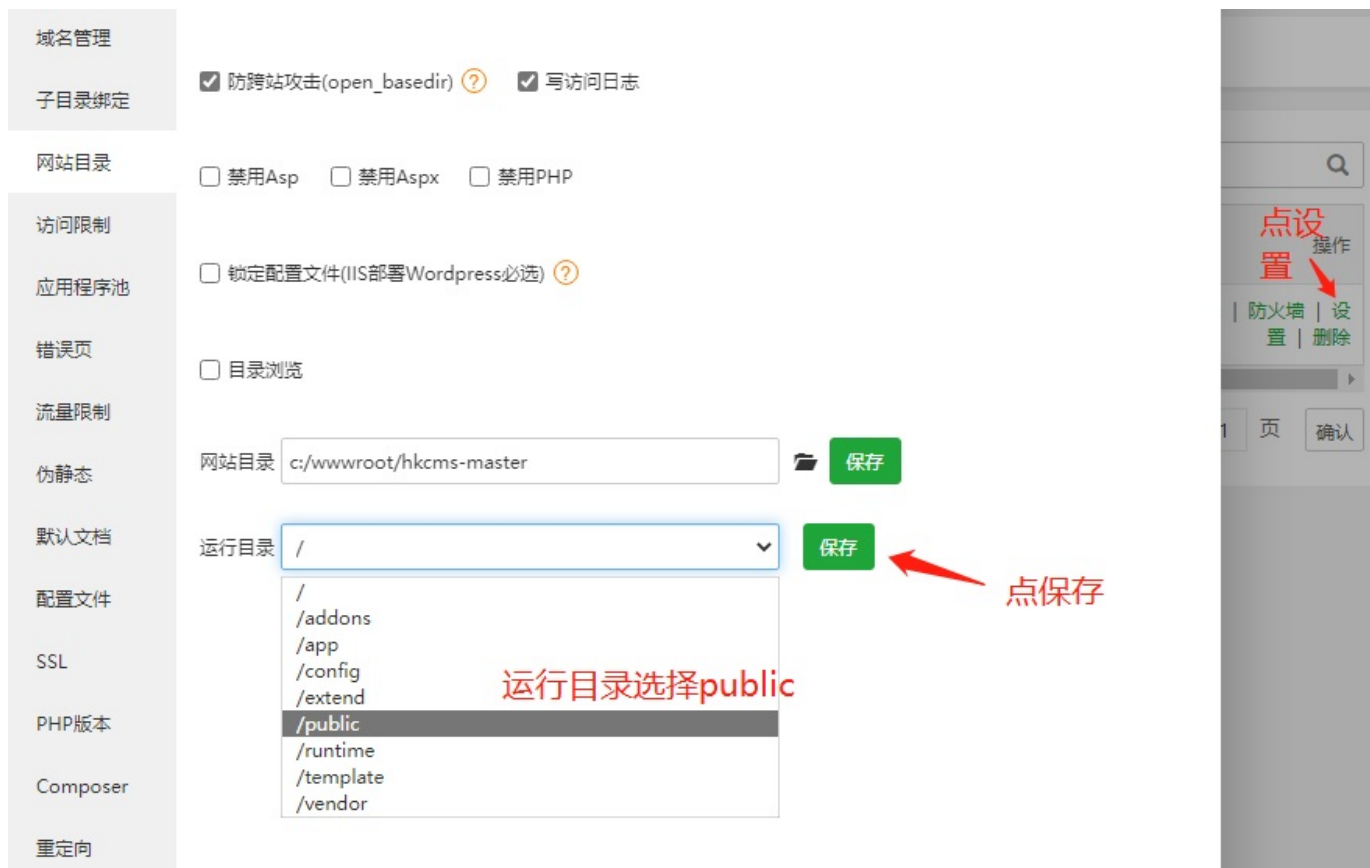 域名管理
子目录绑定
网站目录
访问限制
应用程序池
错误页
流量限制
伪静态
默认文档
配置文件
SSL
PHP版本
Composer
重定向
防跨站攻击(open_basedir) ? 写访问日志
禁用Asp 禁用Aspx 禁用PHP
锁定配置文件(IIS部署Wordpress必选) ?
目录浏览
网站目录 c:/wwwroot/hkcms-master 保存
运行目录 / 保存
/
/addons
/app
/config
/extend
/public
/runtime
/template
/vendor
运行目录选择public
点保存
点设
置
操作
| 防火墙 | 设
置 | 删除
1 页 确认